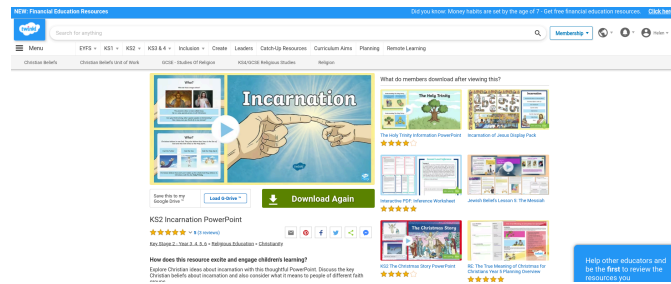 NEW: Financial Education Resources
Did you know: Money habits are set by the age of 7 - Get free financial education resources. Click here
twinkl
Search for anything...
Membership
Helen
Menu
EYFS
KS1
KS2
KS3 & 4
Inclusion
Create
Leaders
Catch-Up Resources
Curriculum Aims
Planning
Remote Learning
Christian Beliefs
Christian Beliefs Unit of Work
GCSE - Studies Of Religion
KS4/GCSE Religious Studies
Religion
Incarnation
What?
What?
What do members download after viewing this?
The Holy Trinity
The Holy Trinity Information PowerPoint
Incarnation of Jesus Display Pack
Interactive PDF: Inference Worksheet
Jewish Beliefs Lesson 5: The Messiah
The Christmas Story
KS2 The Christmas Story PowerPoint
RE: The True Meaning of Christmas for
Christians Year 5 Planning Overview
Save this to my
Google Drive™
Load G-Drive™
Download Again
KS2 Incarnation PowerPoint
Key Stage 2 - Year 3, 4, 5, 6 » Religious Education » Christianity
How does this resource excite and engage children's learning?
Explore Christian ideas about incarnation with this thoughtful PowerPoint. Discuss the key
Christian beliefs about incarnation and also consider what it means to people of different faith
Help other educators and
be the first to review the
resources you